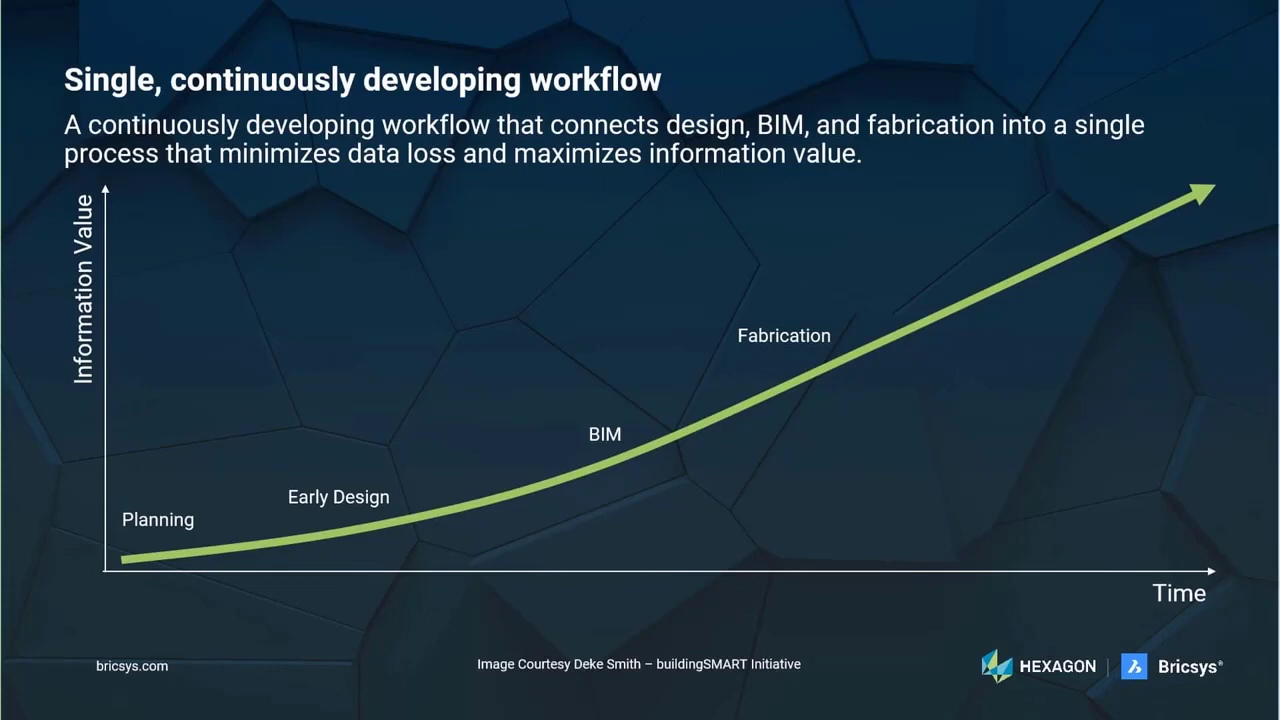 Single, continuously developing workflow
A continuously developing workflow that connects design, BIM, and fabrication into a single
process that minimizes data loss and maximizes information value.
Information Value
Fabrication
BIM
Early Design
Planning
Time
bricsys.com
Image Courtesy Deke Smith – buildingSMART Initiative
HEXAGON | Bricsys®